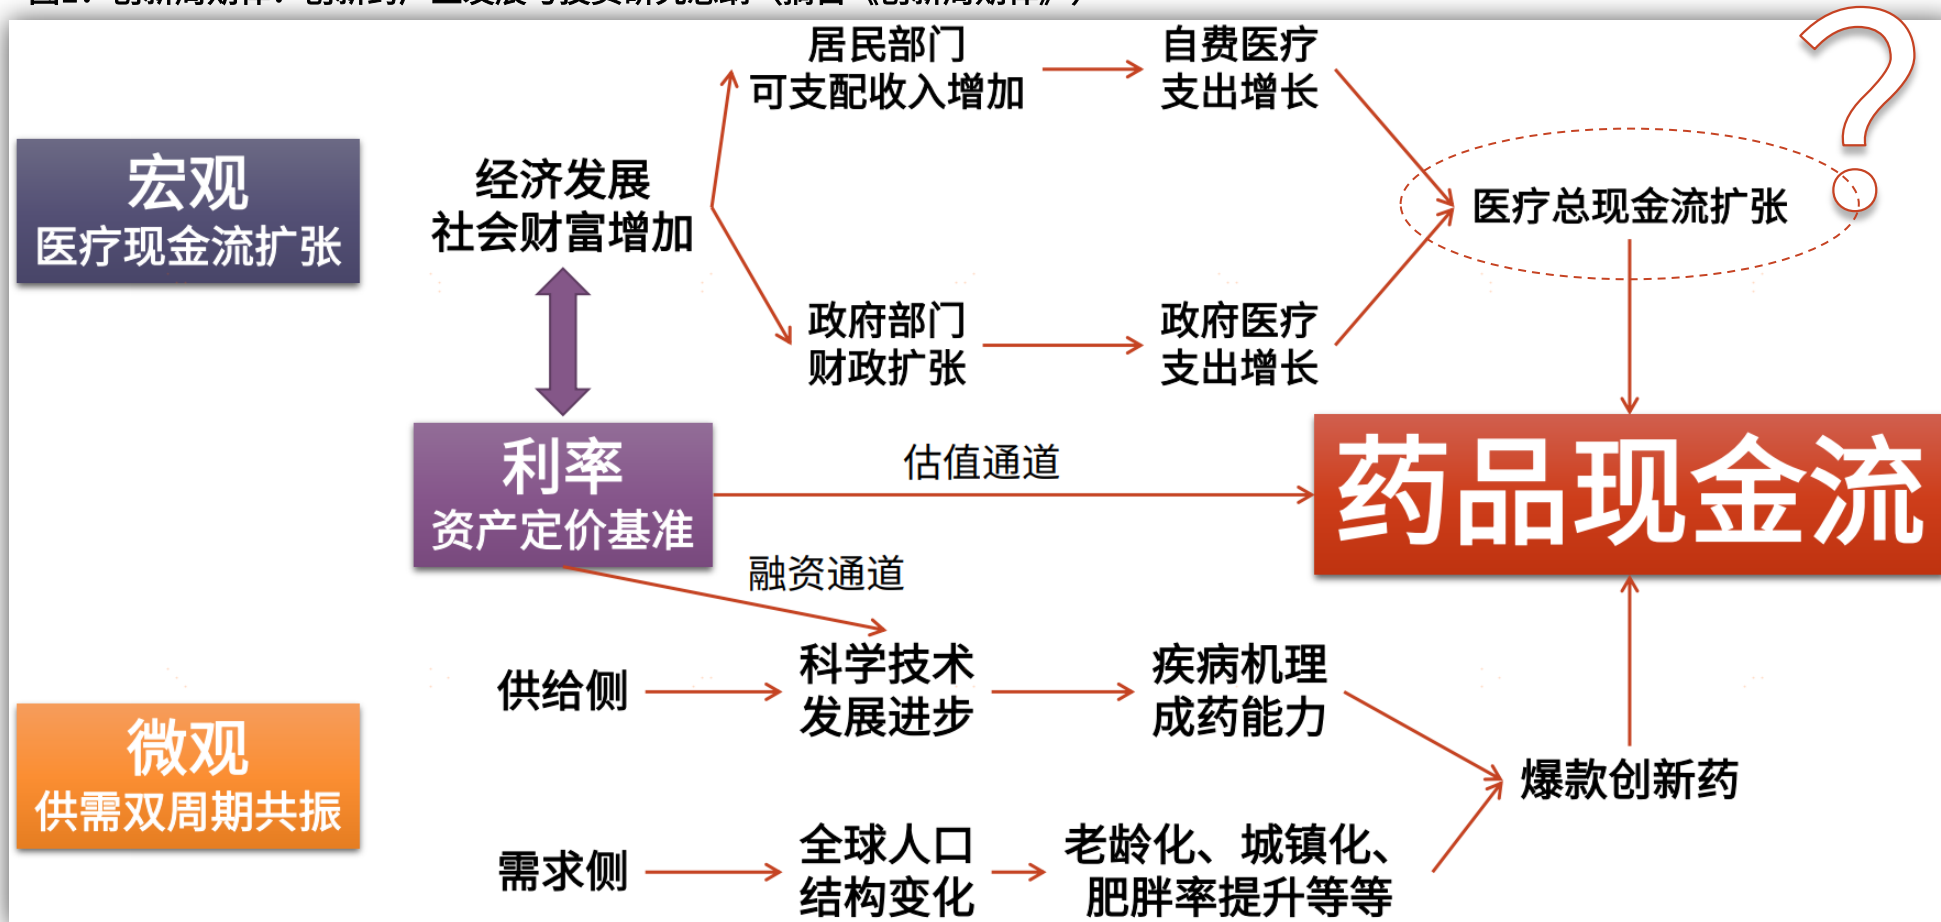 居民部门
可支配收入增加
自费医疗
支出增长
?
宏观
医疗现金流扩张
经济发展
社会财富增加
医疗总现金流扩张
政府部门
财政扩张
政府医疗
支出增长
利率
资产定价基准
估值通道
药品现金流
融资通道
供给侧
科学技术
发展进步
疾病机理
成药能力
微观
供需双周期共振
爆款创新药
需求侧
全球人口
结构变化
老龄化、城镇化、
肥胖率提升等等